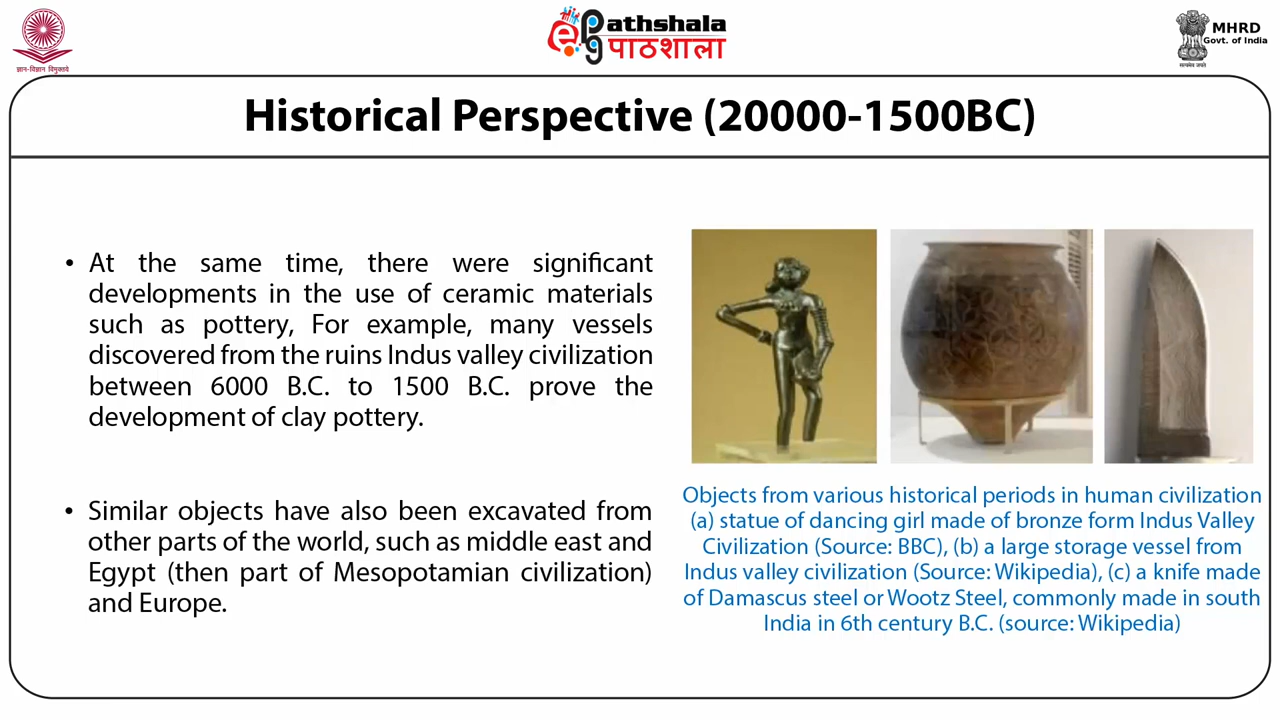 ज्ञान-विज्ञान विमुक्तये
ePathshala
पाठशाला
MHRD
Govt. of India
सत्यमेव जयते
Historical Perspective (20000-1500BC)
• At the same time, there were significant
developments in the use of ceramic materials
such as pottery, For example, many vessels
discovered from the ruins Indus valley civilization
between 6000 B.C. to 1500 B.C. prove the
development of clay pottery.
• Similar objects have also been excavated from
other parts of the world, such as middle east and
Egypt (then part of Mesopotamian civilization)
and Europe.
Objects from various historical periods in human civilization
(a) statue of dancing girl made of bronze form Indus Valley
Civilization (Source: BBC), (b) a large storage vessel from
Indus valley civilization (Source: Wikipedia), (c) a knife made
of Damascus steel or Wootz Steel, commonly made in south
India in 6th century B.C. (source: Wikipedia)